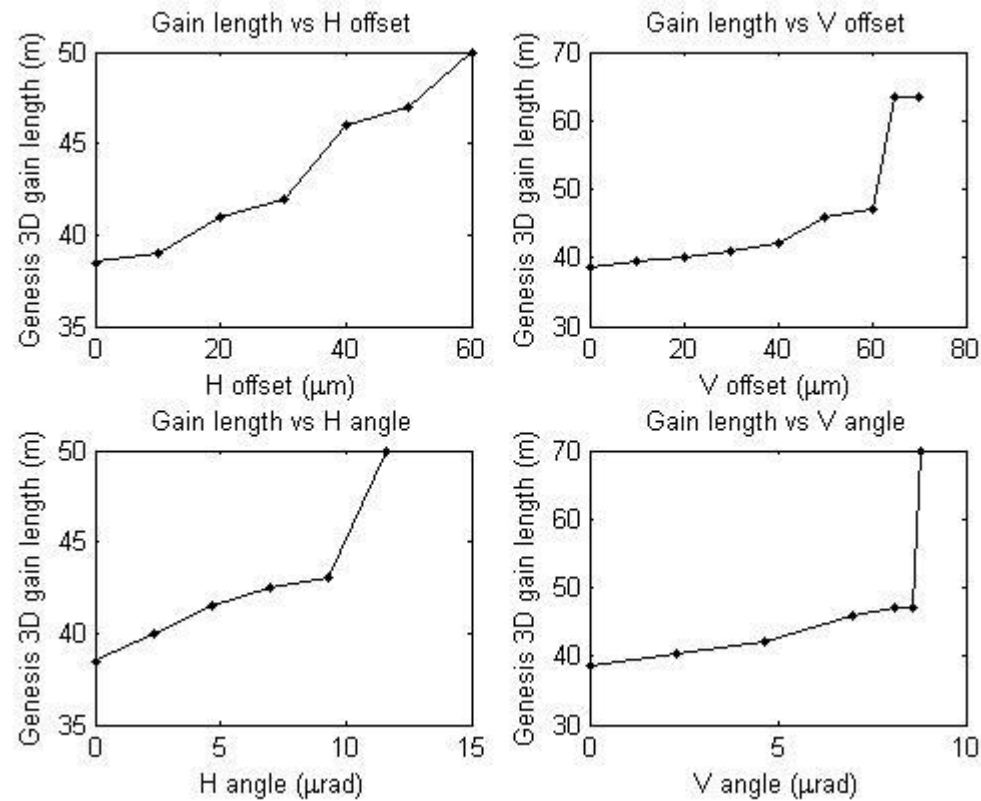 Gain length vs H offset
Genesis 3D gain length (m)
50
45
40
35
0 20 40 60
H offset (µm)
Gain length vs V offset
Genesis 3D gain length (m)
70
60
50
40
30
0 20 40 60 80
V offset (µm)
Gain length vs H angle
Genesis 3D gain length (m)
50
45
40
35
0 5 10 15
H angle (µrad)
Gain length vs V angle
Genesis 3D gain length (m)
70
60
50
40
30
0 5 10
V angle (µrad)